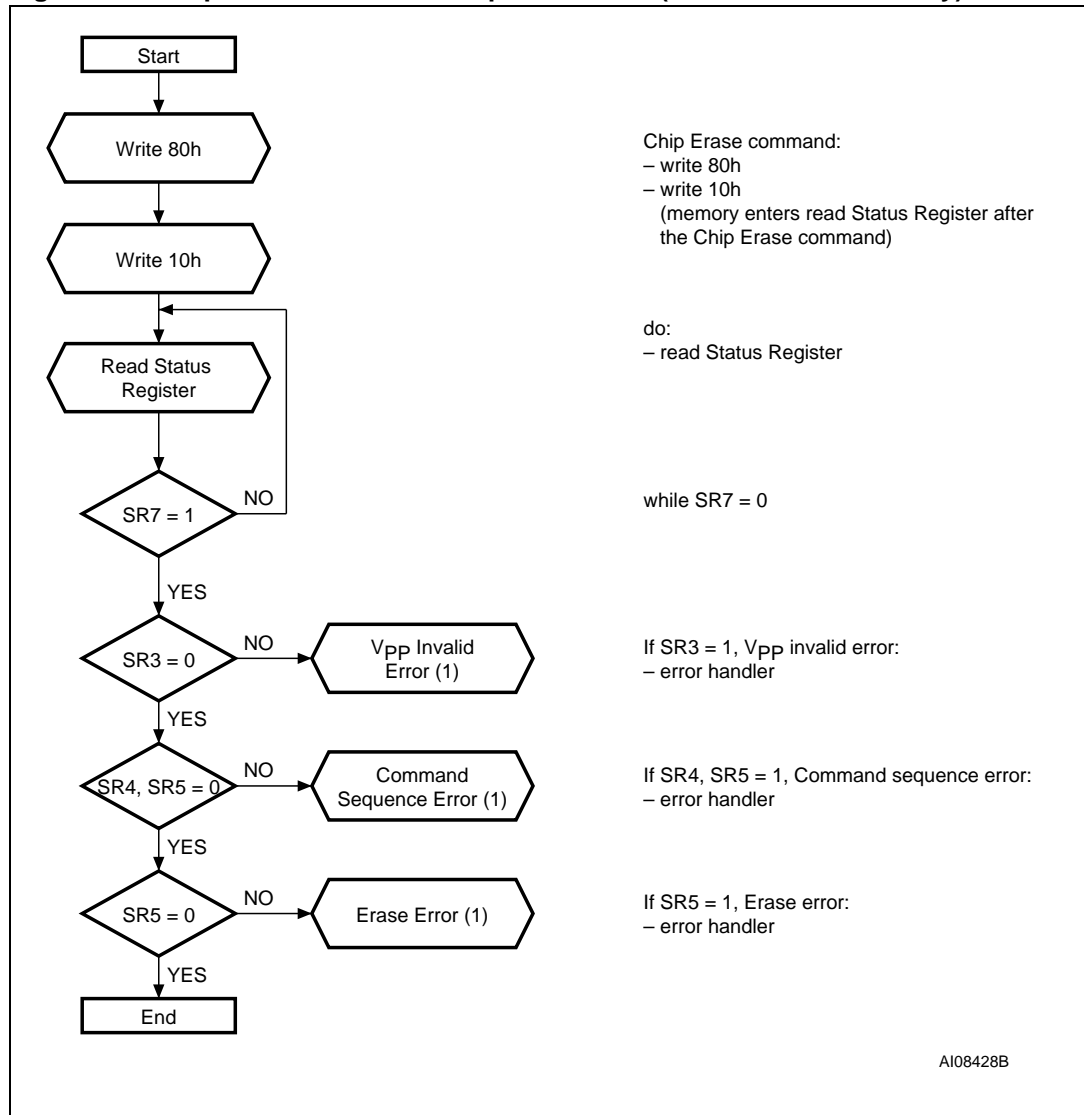 Start
Write 80h
Chip Erase command:
– write 80h
– write 10h
(memory enters read Status Register after
the Chip Erase command)
Write 10h
do:
– read Status Register
Read Status
Register
SR7 = 1
NO
while SR7 = 0
YES
SR3 = 0
NO
VPP Invalid
Error (1)
If SR3 = 1, VPP invalid error:
– error handler
YES
SR4, SR5 = 0
NO
Command
Sequence Error (1)
If SR4, SR5 = 1, Command sequence error:
– error handler
YES
SR5 = 0
NO
Erase Error (1)
If SR5 = 1, Erase error:
– error handler
YES
End
AI08428B